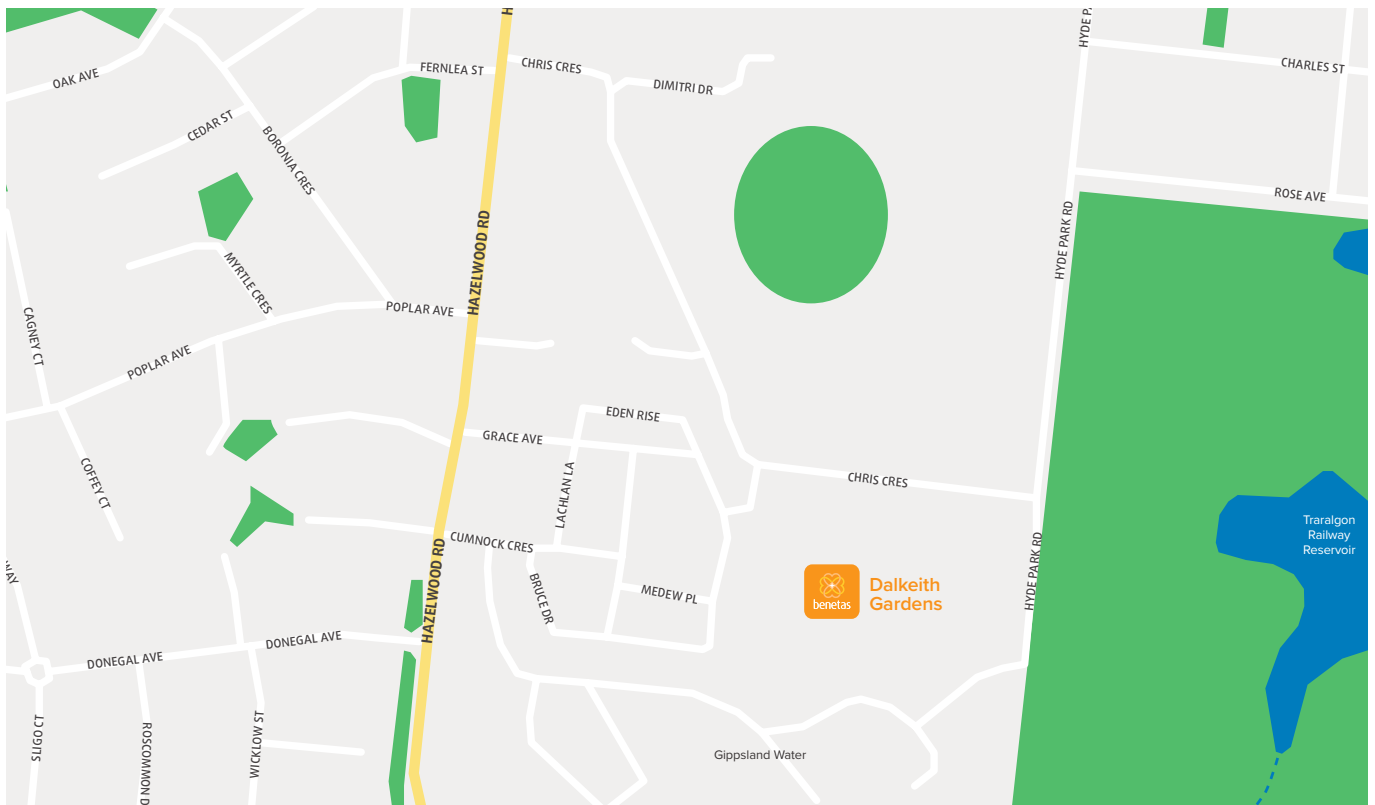 H
HYDE P
OAK AVE
FERNLEA ST
CHRIS CRES
DIMITRI DR
CHARLES ST
CEDAR ST
BORONIA CRES
ROSE AVE
HYDE PARK RD
HAZELWOOD RD
MYRTLE CRES
POPLAR AVE
CAGNEY CT
POPLAR AVE
EDEN RISE
GRACE AVE
COFFEY CT
LACHLAN LA
CHRIS CRES
Traralgon
Railway
Reservoir
CUMNOCK CRES
HYDE PARK RD
WAY
HAZELWOOD RD
BRUCE DR
MEDEW PL
benetas
Dalkeith
Gardens
DONEGAL AVE
DONEGAL AVE
SLIGO CT
ROSCOMMON D
WICKLOW ST
Gippsland Water